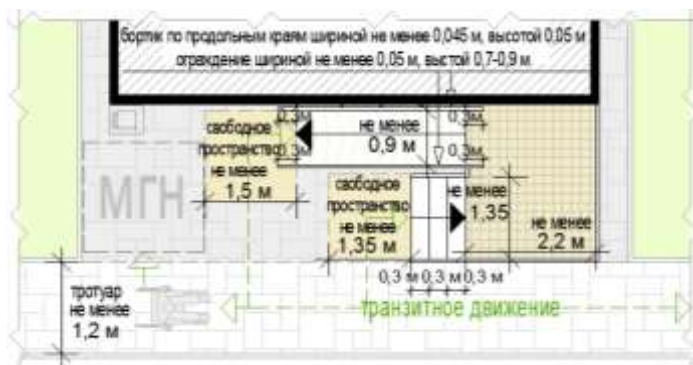 бортик по продольным краям шириной не менее 0,045 м, высотой 0,05 м
ограждение шириной не менее 0,05 м, выстой 0,7-0,9 м
0,3м
0,3м
свободное
пространство
не менее
1,5 м
0,3м
не менее
0,9 м
0,3м
МГН
свободное
пространство
не менее
1,35 м
не менее
1,35
не менее
2,2 м
0,3 м 0,3 м 0,3 м
тротуар
не менее
1,2 м
транзитное движение